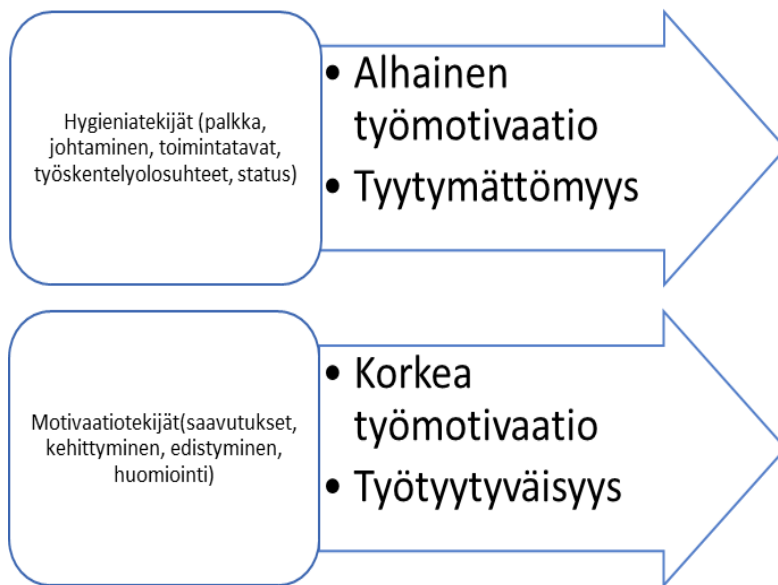 Hygieniatekijät (palkka,
johtaminen, toimintatavat,
työskentelyolosuhteet, status)
• Alhainen
työmotivaatio
• Tyytymättömyys
Motivaatiotekijät(saavutukset,
kehittyminen, edistyminen,
huomiointi)
• Korkea
työmotivaatio
• Työtyytyväisyys